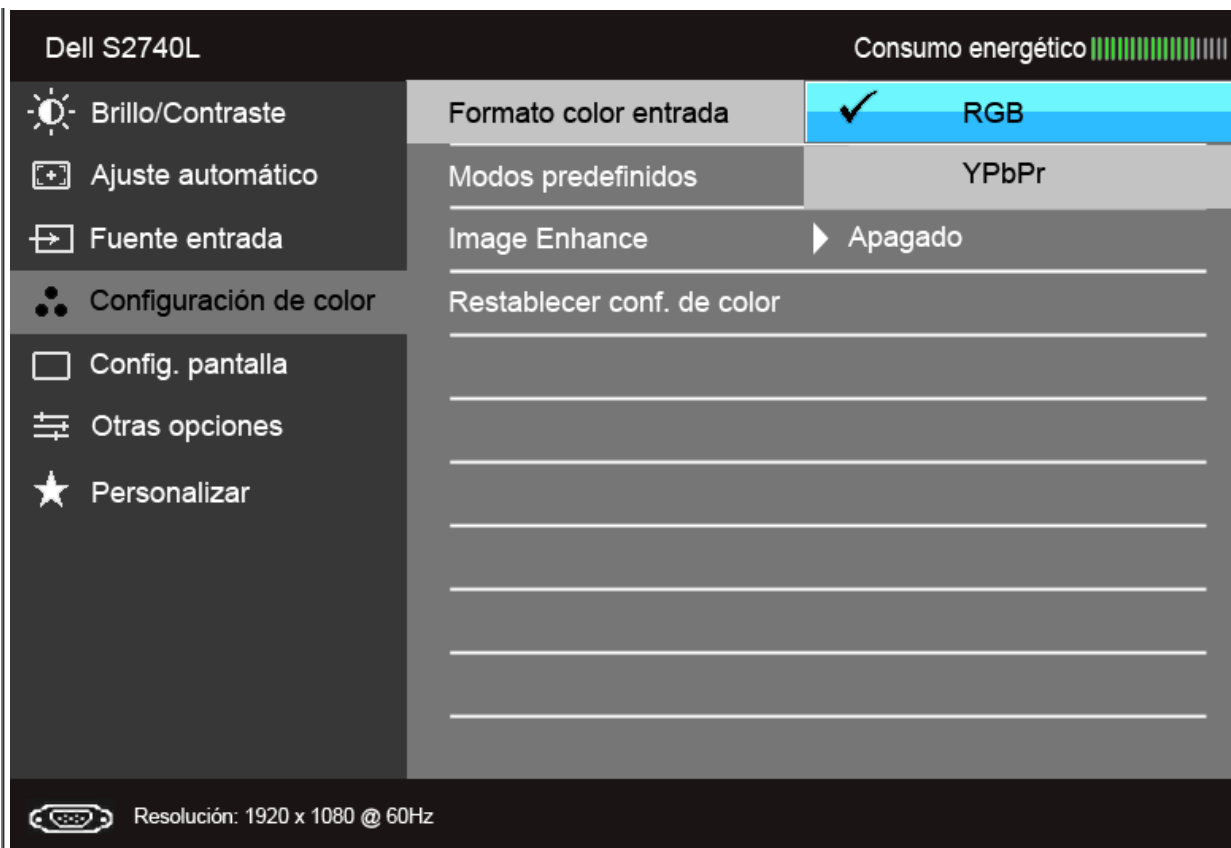 Dell S2740L Consumo energético
Brillo/Contraste Formato color entrada RGB
Ajuste automático Modos predefinidos YPbPr
Fuente entrada Image Enhance Apagado
Configuración de color Restablecer conf. de color
Config. pantalla
Otras opciones
Personalizar
Resolución: 1920 x 1080 @ 60Hz